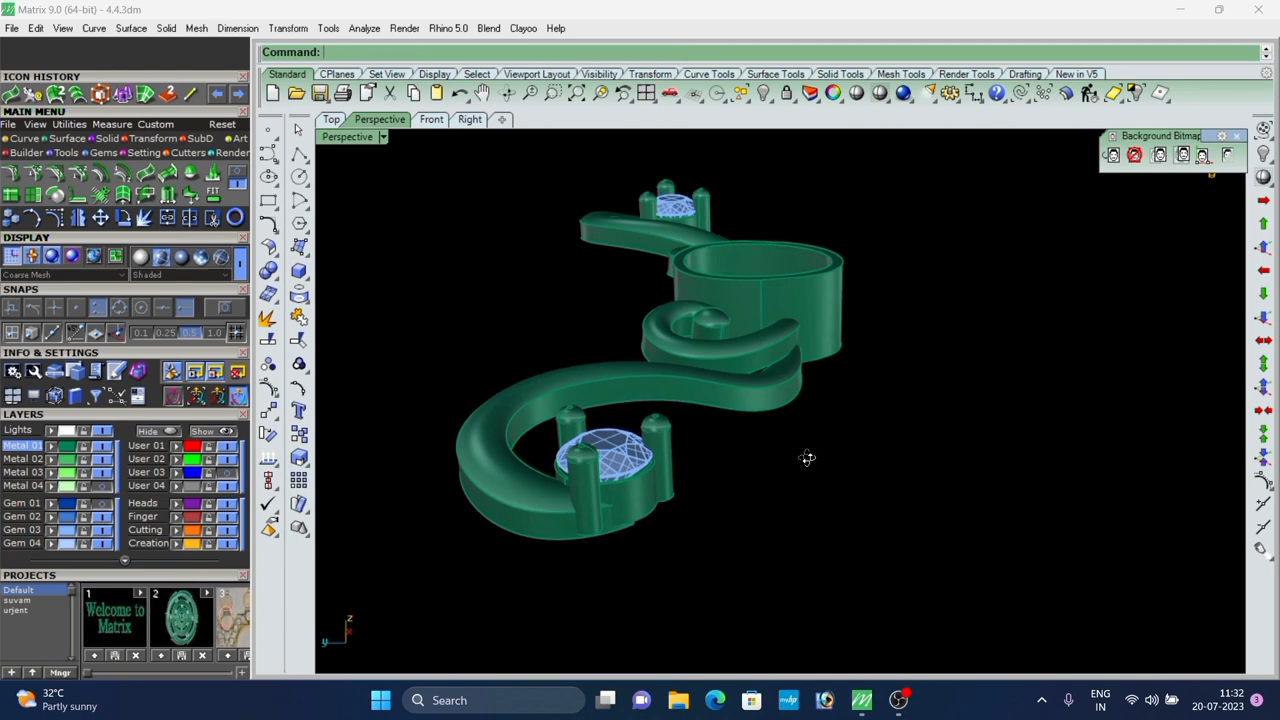 Matrix 9.0 (64-bit) - 4.4.3dm
File Edit View Curve Surface Solid Mesh Dimension Transform Tools Analyze Render Rhino 5.0 Blend Clayoo Help
ICON HISTORY
Command:
Standard CPlanes Set View Display Select Viewport Layout Visibility Transform Curve Tools Surface Tools Solid Tools Mesh Tools Render Tools Drafting New in V5
MAIN MENU
File View Utilities Measure Custom Reset
Curve Surface Solid Transform SubD Art
Builder Tools Gems Setting Cutters Render
Top Perspective Front Right
Perspective
Background Bitmap
FIT
DISPLAY
Coarse Mesh Shaded
SNAPS
0.1 0.25 0.5 1.0
INFO & SETTINGS
LAYERS
Lights Hide Show
Metal 01 User 01
Metal 02 User 02
Metal 03 User 03
Metal 04 User 04
Gem 01 Heads
Gem 02 Finger
Gem 03 Cutting
Gem 04 Creation
PROJECTS
Default
suvam
urjent
1 2 3
Welcome to
Matrix
Mngr
z
x
y
32°C
Partly sunny
Search
ENG
IN
11:32
20-07-2023
3